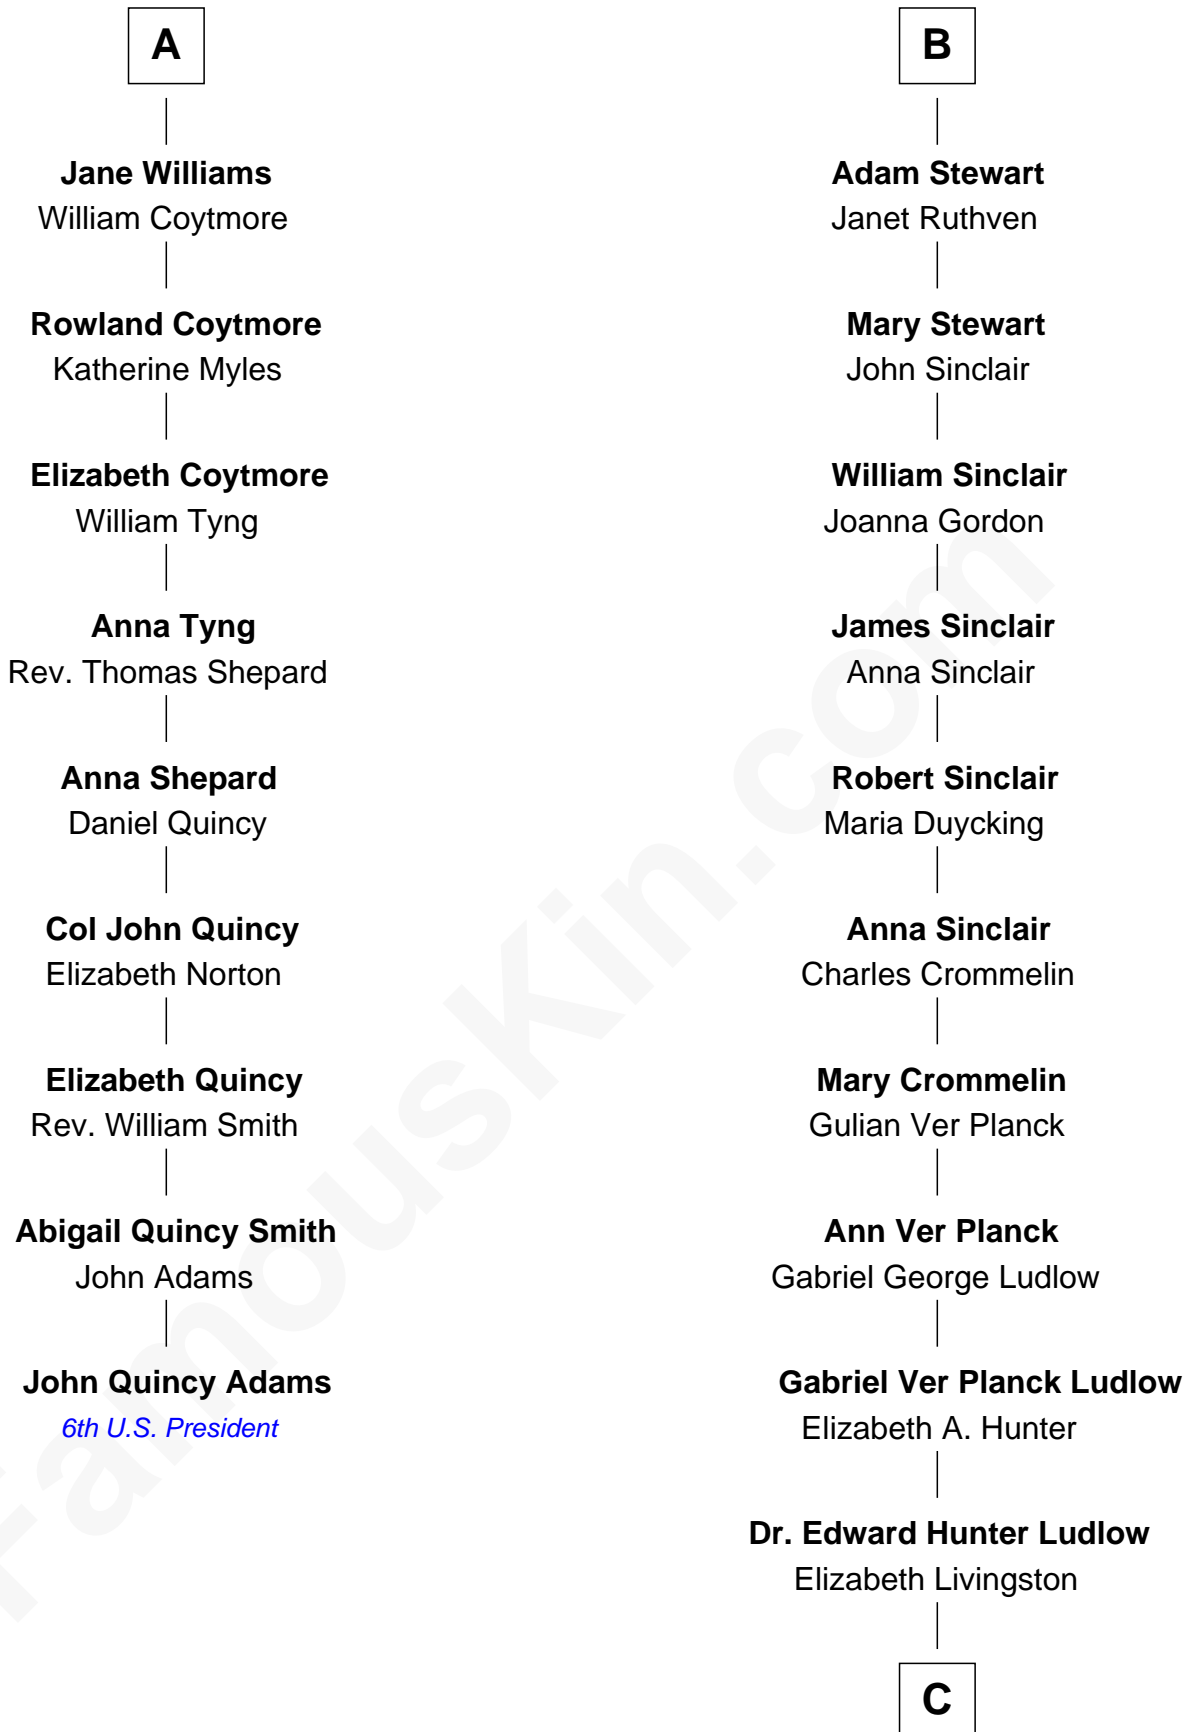 A
Jane Williams
William Coytmore
Rowland Coytmore
Katherine Myles
Elizabeth Coytmore
William Tyng
Anna Tyng
Rev. Thomas Shepard
Anna Shepard
Daniel Quincy
Col John Quincy
Elizabeth Norton
Elizabeth Quincy
Rev. William Smith
Abigail Quincy Smith
John Adams
John Quincy Adams
6th U.S. President
B
Adam Stewart
Janet Ruthven
Mary Stewart
John Sinclair
William Sinclair
Joanna Gordon
James Sinclair
Anna Sinclair
Robert Sinclair
Maria Duycking
Anna Sinclair
Charles Crommelin
Mary Crommelin
Gulian Ver Planck
Ann Ver Planck
Gabriel George Ludlow
Gabriel Ver Planck Ludlow
Elizabeth A. Hunter
Dr. Edward Hunter Ludlow
Elizabeth Livingston
C
FamousKin.com